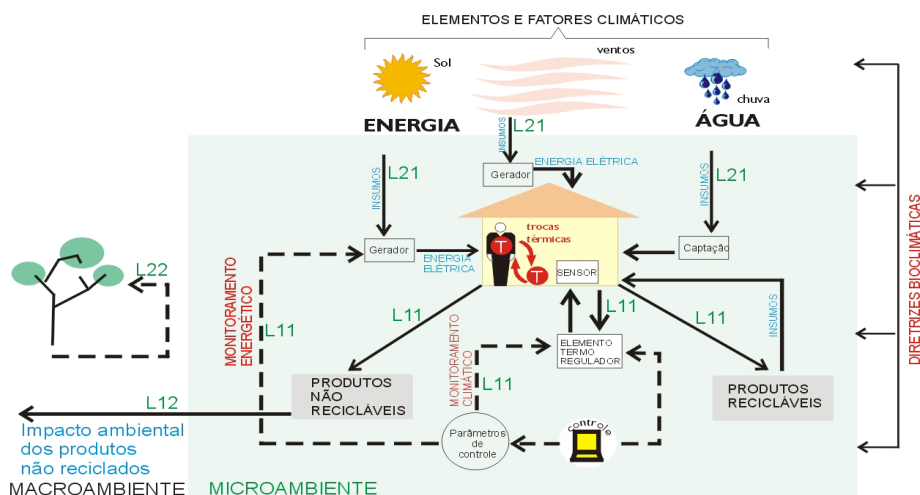 ELEMENTOS E FATORES CLIMÁTICOS
Sol
ventos
chuva
ENERGIA
ÁGUA
INSUMOS
L21
INSUMOS
L21
INSUMOS
L21
Gerador
ENERGIA ELÉTRICA
Gerador
ENERGIA
ELÉTRICA
trocas
térmicas
T
T
SENSOR
Captação
DIRETRIZES BIOCLIMÁTICAS
L22
MONITORAMENTO
ENERGÉTICO
L11
L11
L11
L11
INSUMOS
ELEMENTO
TERMO
REGULADOR
MONITORAMENTO
CLIMÁTICO
L11
PRODUTOS
NÃO
RECICLÁVEIS
PRODUTOS
RECICLÁVEIS
L12
Parâmetros
de controle
controle
Impacto ambiental
dos produtos
não reciclados
MACROAMBIENTE
MICROAMBIENTE